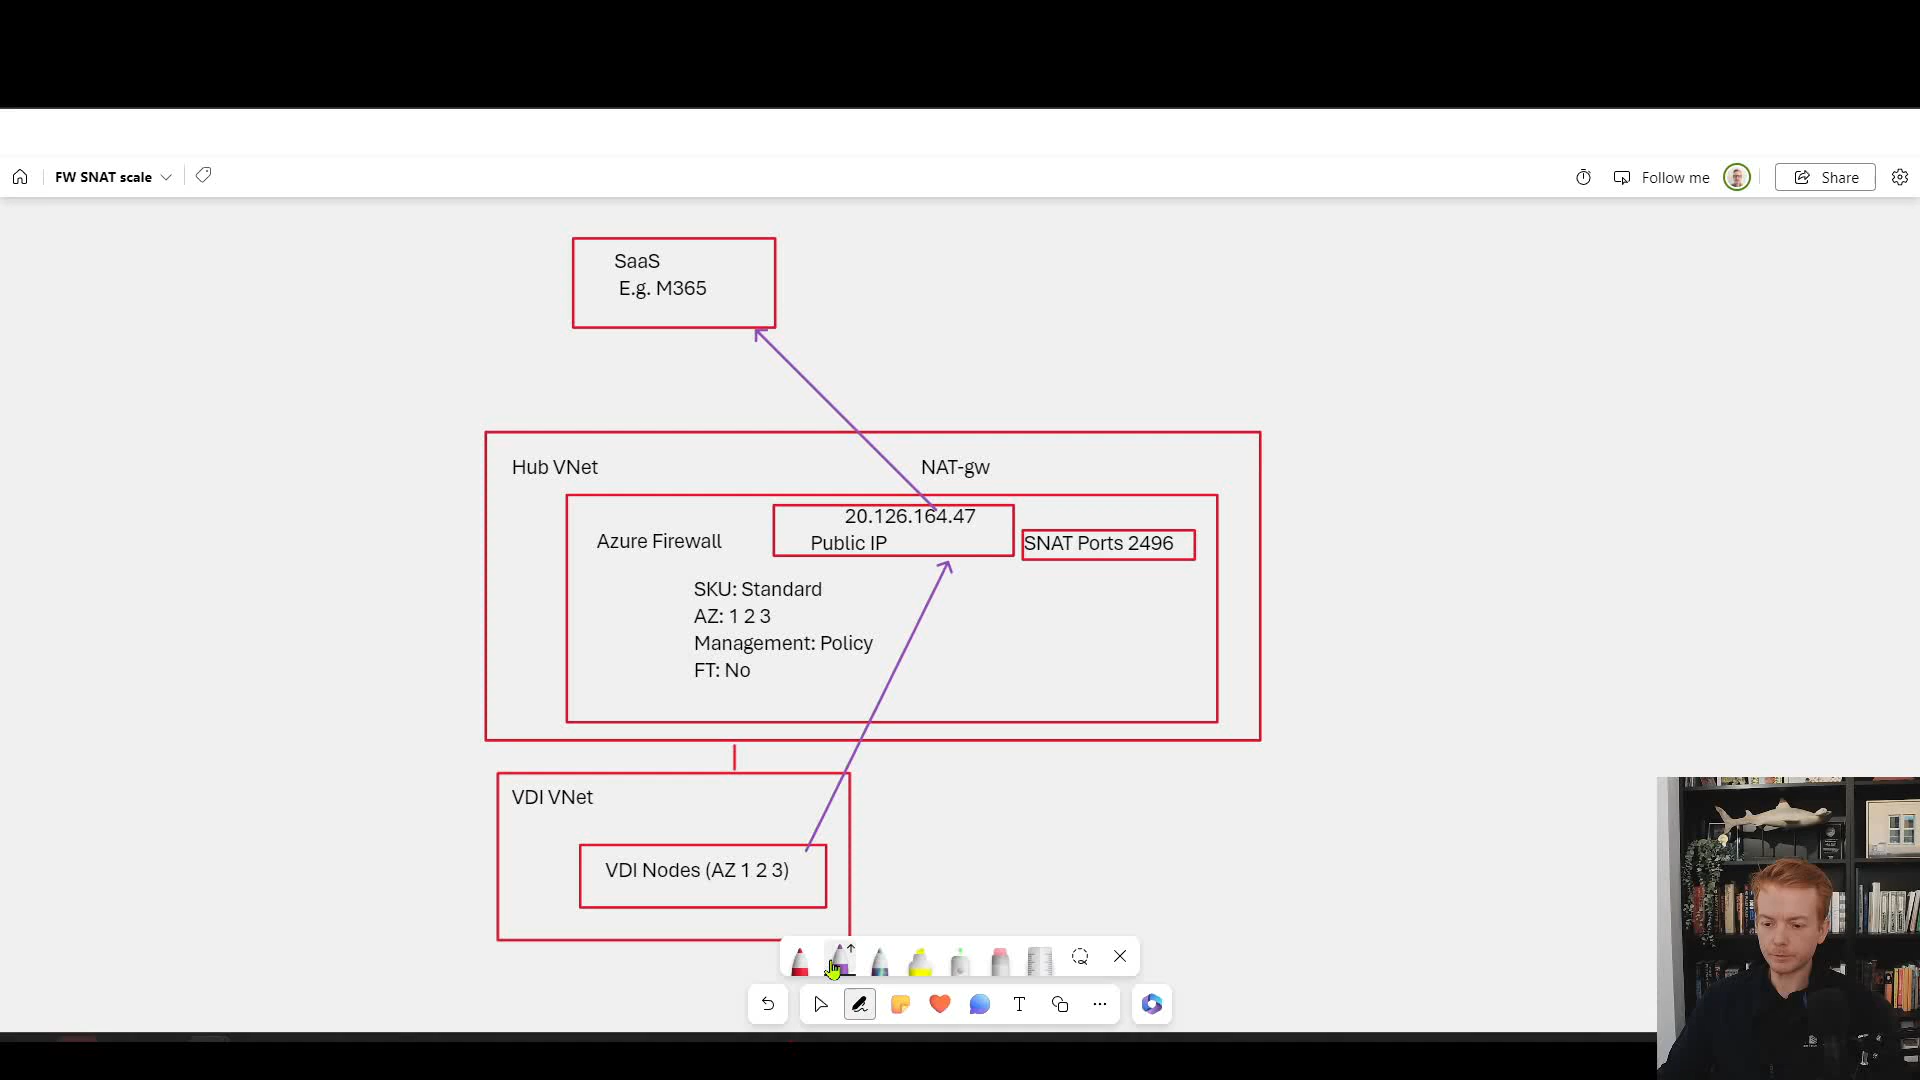 FW SNAT scale
Follow me
Share
SaaS
E.g. M365
Hub VNet
NAT-gw
20.126.164.47
Azure Firewall
Public IP
SNAT Ports 2496
SKU: Standard
AZ: 1 2 3
Management: Policy
FT: No
VDI VNet
VDI Nodes (AZ 1 2 3)